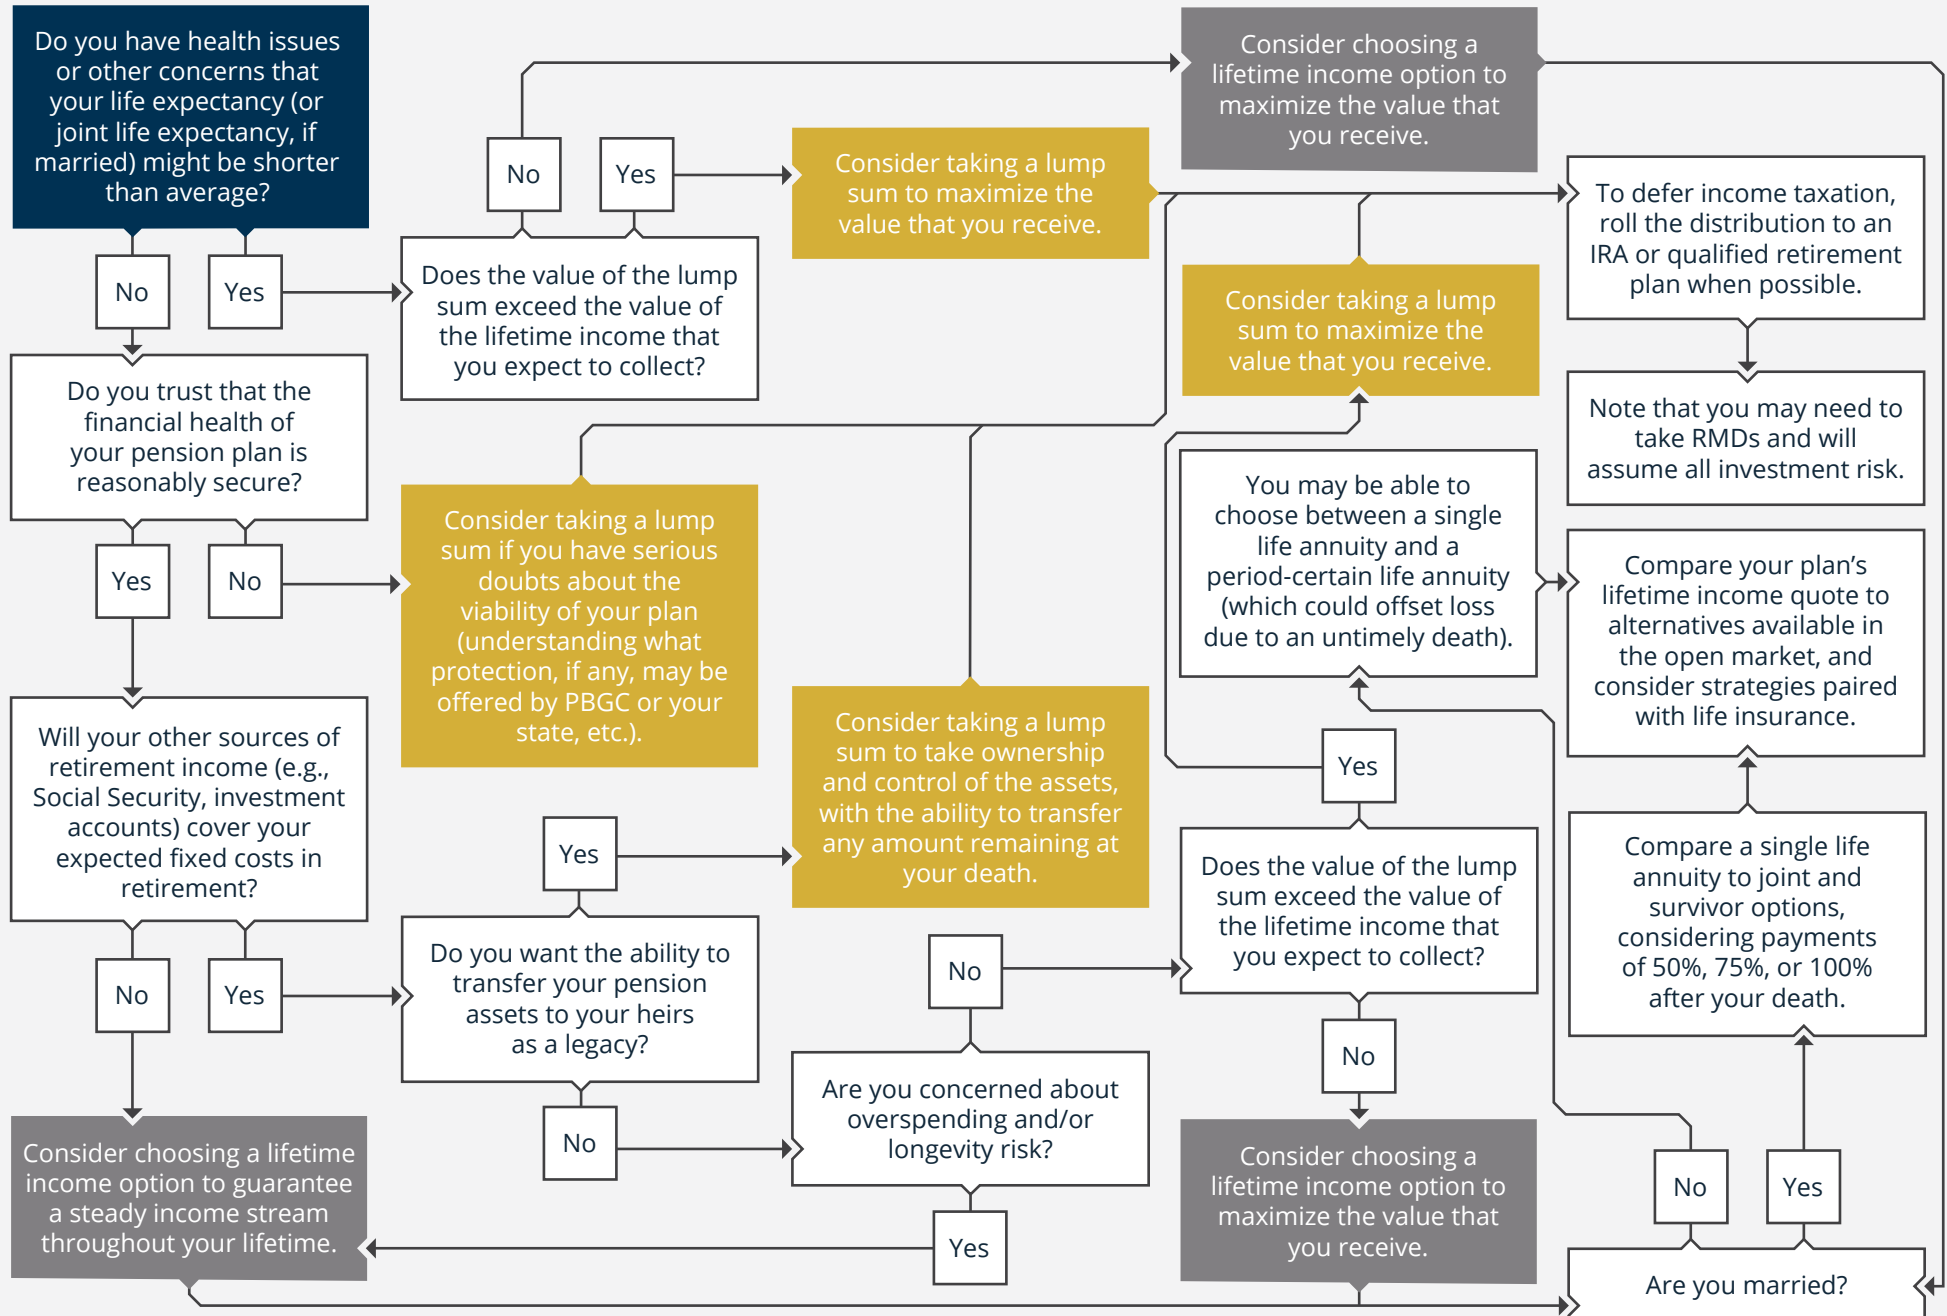 Do you have health issues
or other concerns that
your life expectancy (or
joint life expectancy, if
married) might be shorter
than average?
No
Yes
Does the value of the lump
sum exceed the value of
the lifetime income that
you expect to collect?
No
Yes
Consider taking a lump
sum to maximize the
value that you receive.
Consider choosing a
lifetime income option to
maximize the value that
you receive.
To defer income taxation,
roll the distribution to an
IRA or qualified retirement
plan when possible.
Note that you may need to
take RMDs and will
assume all investment risk.
Do you trust that the
financial health of
your pension plan is
reasonably secure?
Yes
No
Consider taking a lump
sum if you have serious
doubts about the
viability of your plan
(understanding what
protection, if any, may be
offered by PBGC or your
state, etc.).
Will your other sources of
retirement income (e.g.,
Social Security, investment
accounts) cover your
expected fixed costs in
retirement?
No
Yes
Do you want the ability to
transfer your pension
assets to your heirs
as a legacy?
Yes
No
Consider taking a lump
sum to take ownership
and control of the assets,
with the ability to transfer
any amount remaining at
your death.
Are you concerned about
overspending and/or
longevity risk?
No
Yes
Consider choosing a lifetime
income option to guarantee
a steady income stream
throughout your lifetime.
Does the value of the lump
sum exceed the value of
the lifetime income that
you expect to collect?
Yes
No
Consider taking a lump
sum to maximize the
value that you receive.
Consider choosing a
lifetime income option to
maximize the value that
you receive.
Are you married?
No
Yes
You may be able to
choose between a single
life annuity and a
period-certain life annuity
(which could offset loss
due to an untimely death).
Compare a single life
annuity to joint and
survivor options,
considering payments
of 50%, 75%, or 100%
after your death.
Compare your plan’s
lifetime income quote to
alternatives available in
the open market, and
consider strategies paired
with life insurance.